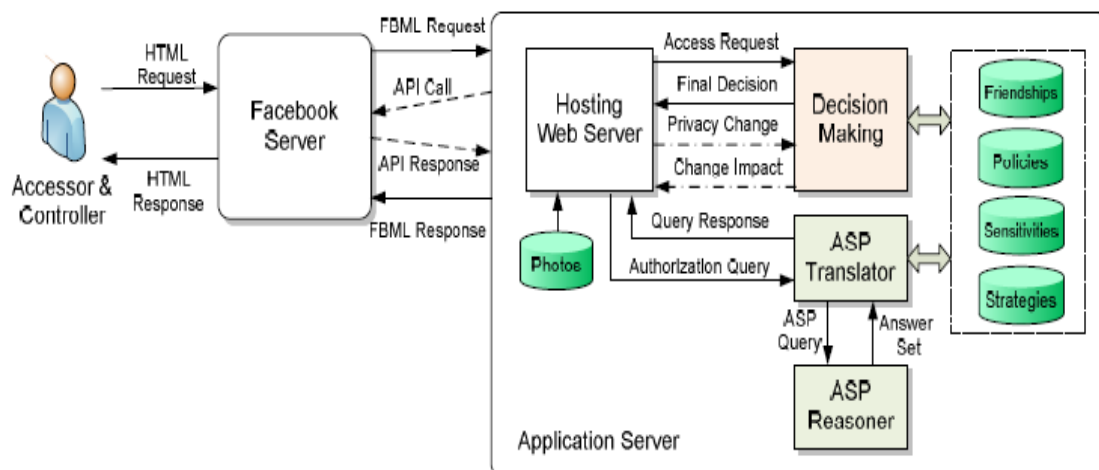 HTML
Request
HTML
Response
Accessor &
Controller
Facebook
Server
FBML Request
API Call
API Response
FBML Response
Hosting
Web Server
Photos
Access Request
Final Decision
Privacy Change
Change Impact
Query Response
Authorization Query
Decision
Making
ASP
Translator
ASP
Query
Answer
Set
ASP
Reasoner
Friendships
Policies
Sensitivities
Strategies
Application Server